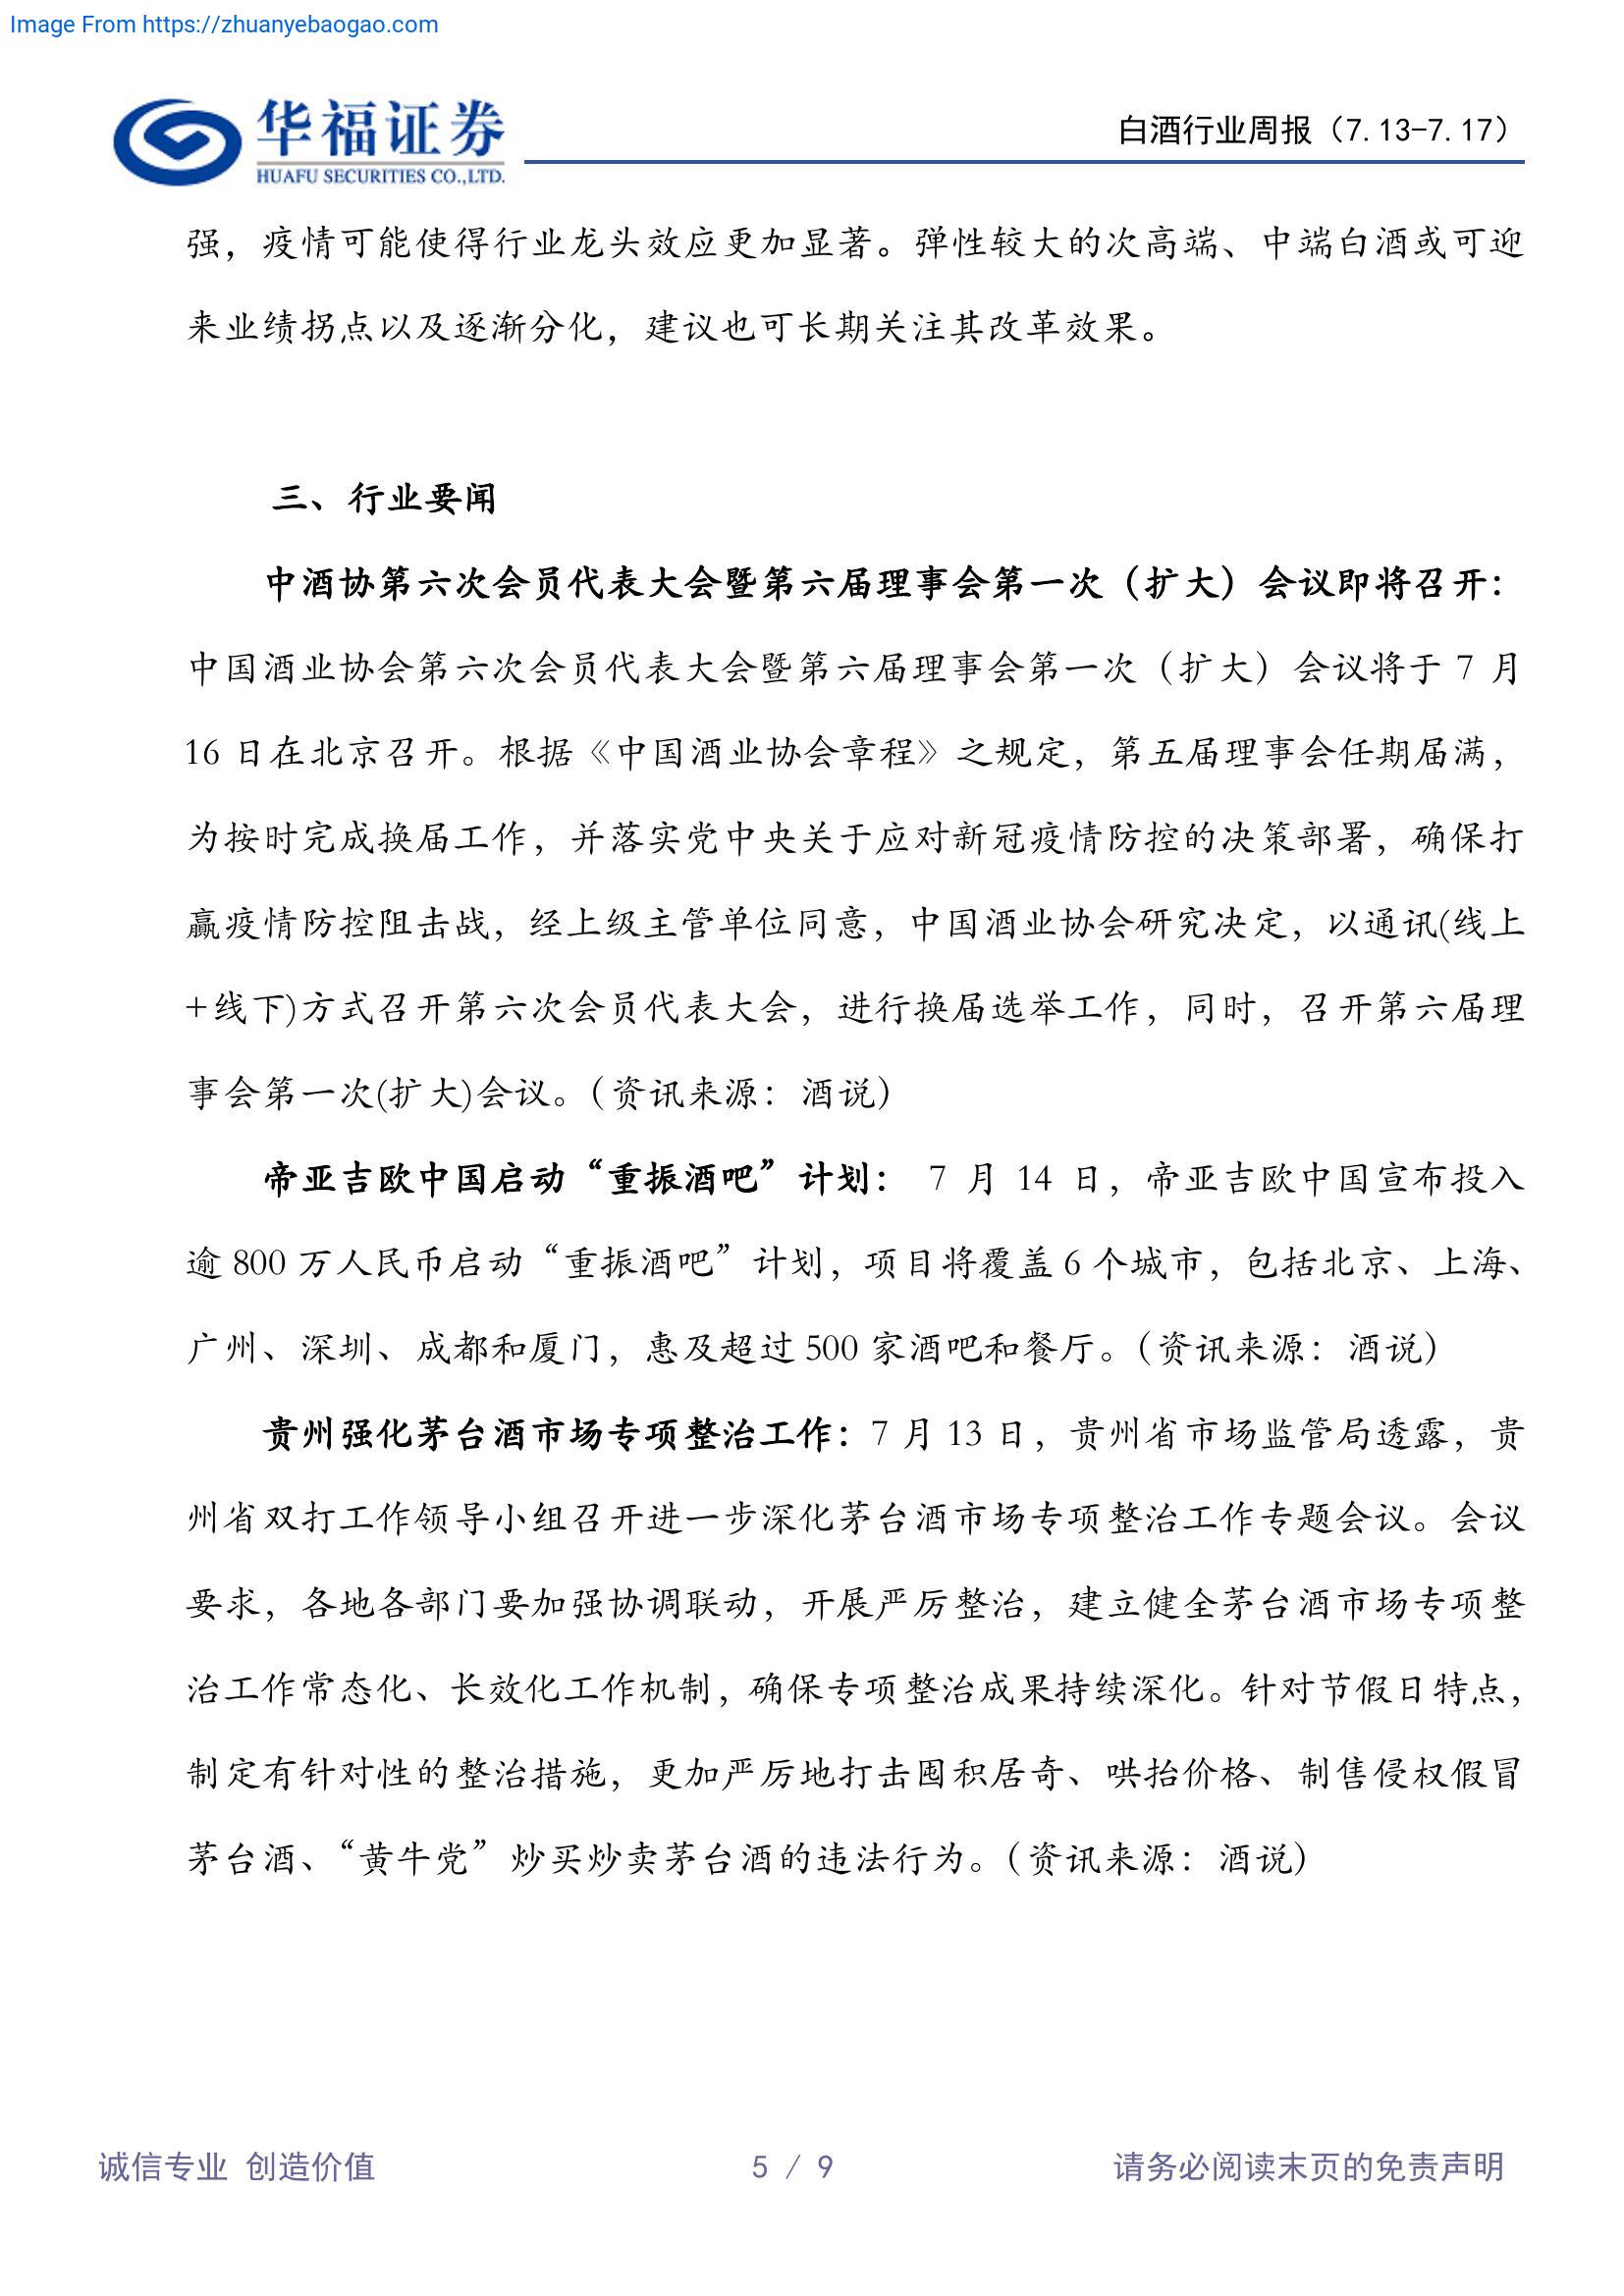 Image From https://zhuanyebaogao.com
华福证券
HUAFU SECURITIES CO.,LTD.
白酒行业周报（7.13-7.17）
强，疫情可能使得行业龙头效应更加显著。弹性较大的次高端、中端白酒或可迎
来业绩拐点以及逐渐分化，建议也可长期关注其改革效果。
三、行业要闻
中酒协第六次会员代表大会暨第六届理事会第一次（扩大）会议即将召开：
中国酒业协会第六次会员代表大会暨第六届理事会第一次（扩大）会议将于 7 月
16 日在北京召开。根据《中国酒业协会章程》之规定，第五届理事会任期届满，
为按时完成换届工作，并落实党中央关于应对新冠疫情防控的决策部署，确保打
赢疫情防控阻击战，经上级主管单位同意，中国酒业协会研究决定，以通讯(线上
+线下)方式召开第六次会员代表大会，进行换届选举工作，同时，召开第六届理
事会第一次(扩大)会议。（资讯来源：酒说）
帝亚吉欧中国启动“重振酒吧”计划： 7 月 14 日，帝亚吉欧中国宣布投入
逾 800 万人民币启动“重振酒吧”计划，项目将覆盖 6 个城市，包括北京、上海、
广州、深圳、成都和厦门，惠及超过 500 家酒吧和餐厅。（资讯来源：酒说）
贵州强化茅台酒市场专项整治工作：7 月 13 日，贵州省市场监管局透露，贵
州省双打工作领导小组召开进一步深化茅台酒市场专项整治工作专题会议。会议
要求，各地各部门要加强协调联动，开展严厉整治，建立健全茅台酒市场专项整
治工作常态化、长效化工作机制，确保专项整治成果持续深化。针对节假日特点，
制定有针对性的整治措施，更加严厉地打击囤积居奇、哄抬价格、制售侵权假冒
茅台酒、“黄牛党”炒买炒卖茅台酒的违法行为。（资讯来源：酒说）
诚信专业 创造价值
5 / 9
请务必阅读末页的免责声明